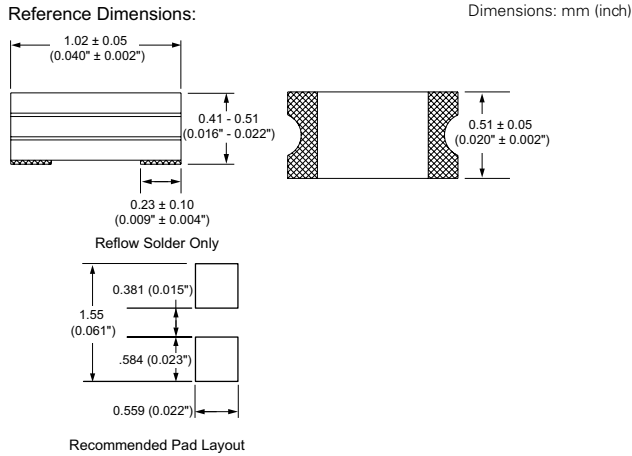 Reference Dimensions:
Dimensions: mm (inch)
1.02 ± 0.05
(0.040" ± 0.002")
0.41 - 0.51
(0.016" - 0.022")
0.51 ± 0.05
(0.020" ± 0.002")
0.23 ± 0.10
(0.009" ± 0.004")
Reflow Solder Only
0.381 (0.015")
1.55
(0.061")
.584 (0.023")
0.559 (0.022")
Recommended Pad Layout